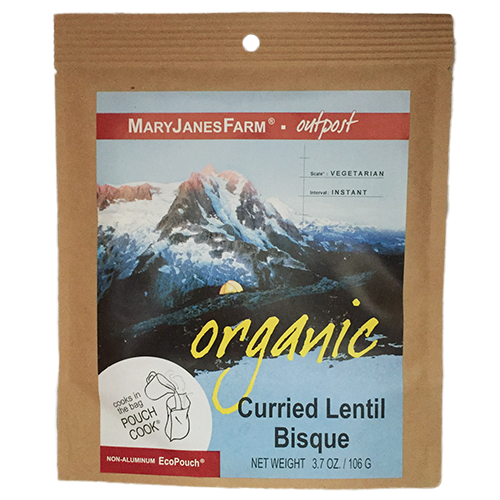 MARYJANESFARM® - outpost
Scale¹ : VEGETARIAN
Interval : INSTANT
organic
cooks in
the bag
POUCH
COOK®
Curried Lentil
Bisque
NON-ALUMINUM EcoPouch®
NET WEIGHT 3.7 OZ. / 106 G